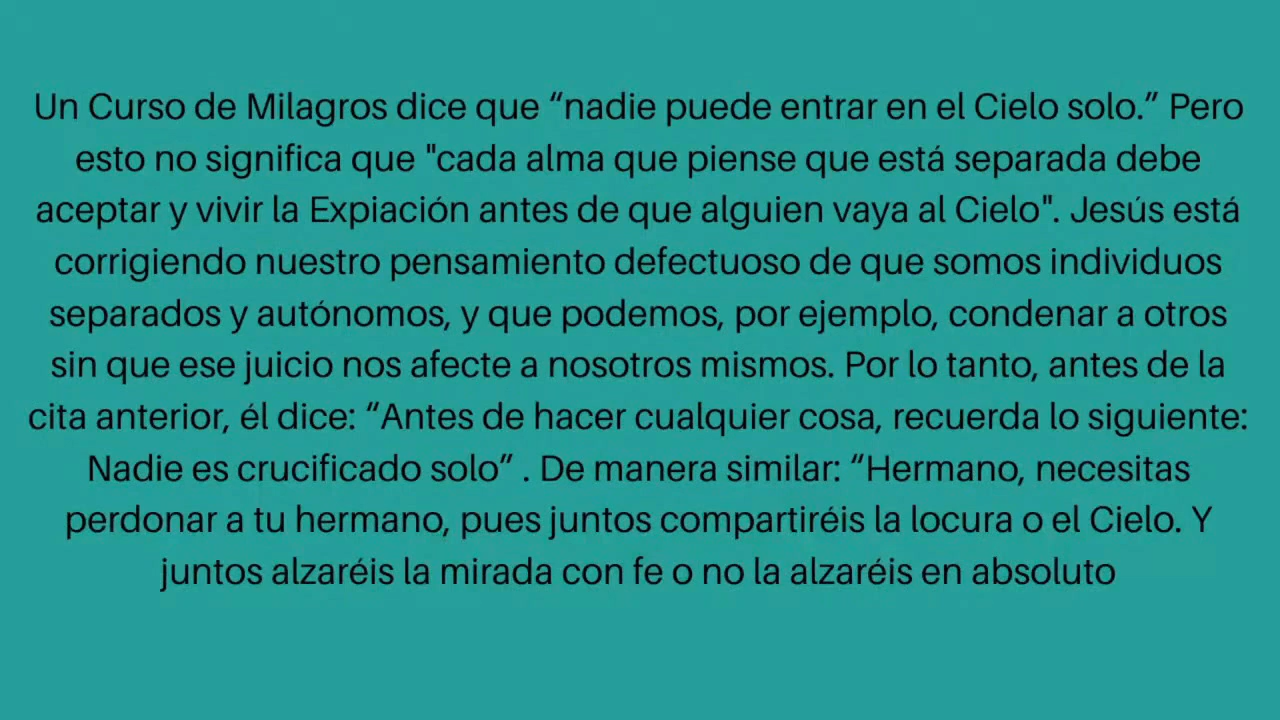 Un Curso de Milagros dice que “nadie puede entrar en el Cielo solo.” Pero
esto no significa que "cada alma que piense que está separada debe
aceptar y vivir la Expiación antes de que alguien vaya al Cielo". Jesús está
corrigiendo nuestro pensamiento defectuoso de que somos individuos
separados y autónomos, y que podemos, por ejemplo, condenar a otros
sin que ese juicio nos afecte a nosotros mismos. Por lo tanto, antes de la
cita anterior, él dice: “Antes de hacer cualquier cosa, recuerda lo siguiente:
Nadie es crucificado solo” . De manera similar: “Hermano, necesitas
perdonar a tu hermano, pues juntos compartiréis la locura o el Cielo. Y
juntos alzaréis la mirada con fe o no la alzaréis en absoluto